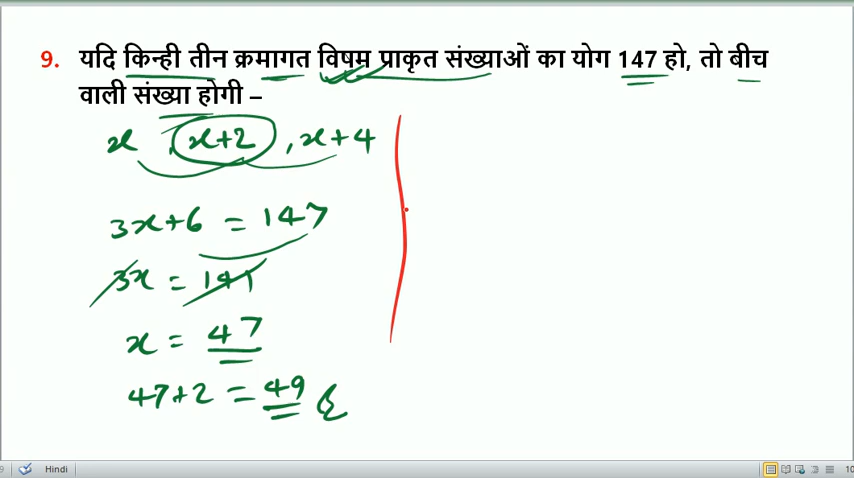 9. यदि किन्ही तीन क्रमागत विषम प्राकृत संख्याओं का योग 147 हो, तो बीच
वाली संख्या होगी –
x , x+2 , x+4
3x+6 = 147
3x = 141
x = 47
47+2 = 49
Hindi